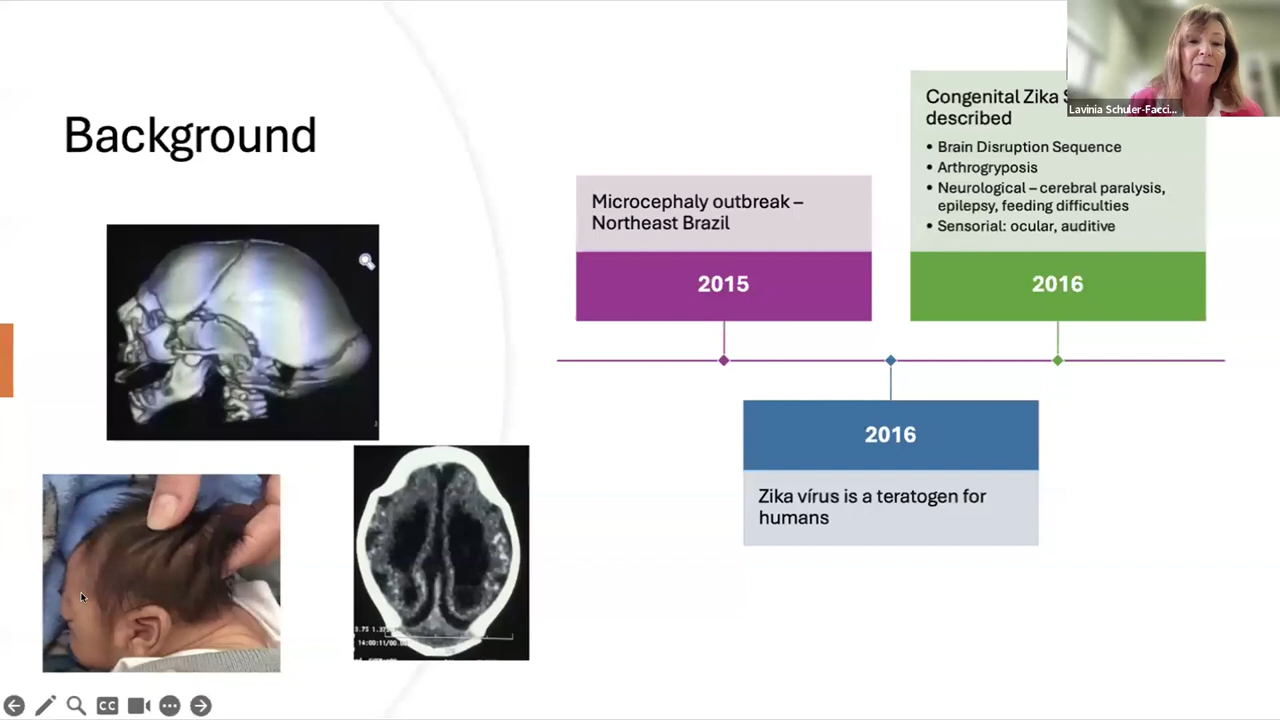 Background
Microcephaly outbreak –
Northeast Brazil
2015
2016
Zika vírus is a teratogen for
humans
Congenital Zika S
described
• Brain Disruption Sequence
• Arthrogryposis
• Neurological – cerebral paralysis,
epilepsy, feeding difficulties
• Sensorial: ocular, auditive
2016
Lavinia Schuler-Facci...
CC